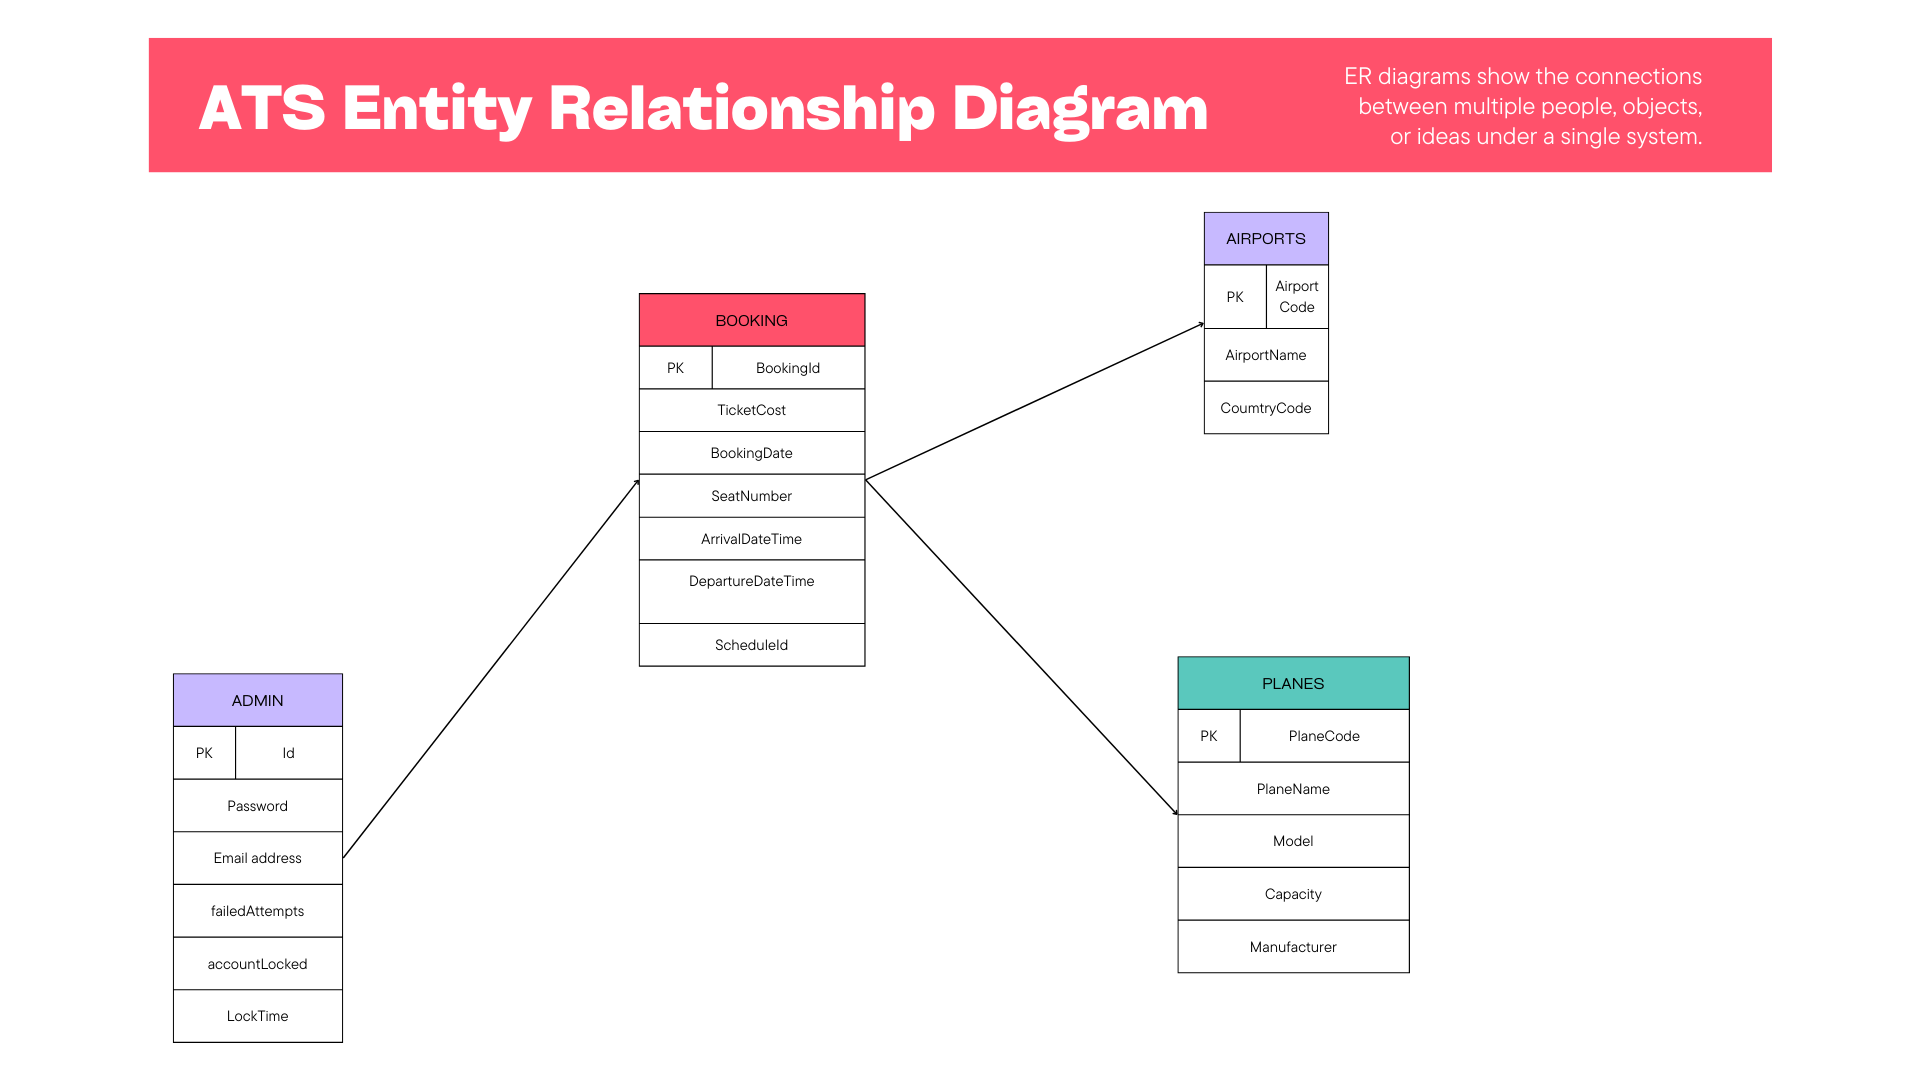 ATS Entity Relationship Diagram
ER diagrams show the connections
between multiple people, objects,
or ideas under a single system.
AIRPORTS
PK
Airport
Code
AirportName
CoumtryCode
BOOKING
PK
BookingId
TicketCost
BookingDate
SeatNumber
ArrivalDateTime
DepartureDateTime
ScheduleId
ADMIN
PK
Id
Password
Email address
failedAttempts
accountLocked
LockTime
PLANES
PK
PlaneCode
PlaneName
Model
Capacity
Manufacturer